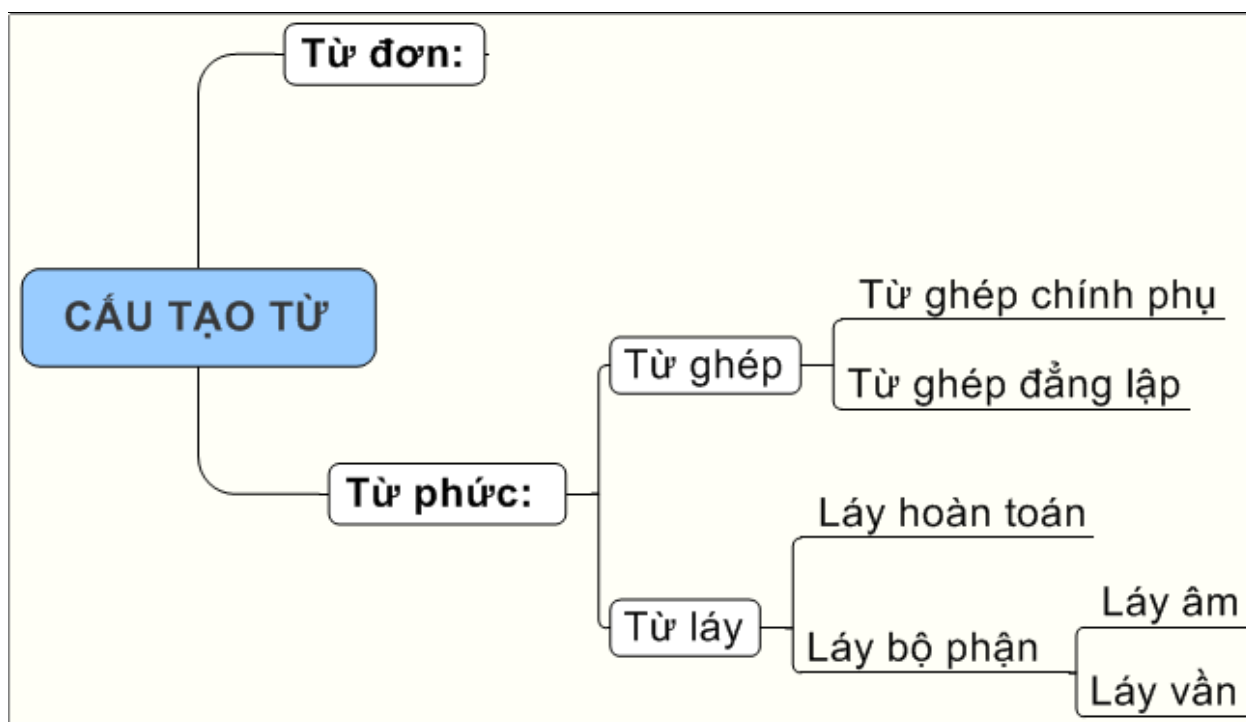 Từ đơn:
CẤU TẠO TỪ
Từ ghép chính phụ
Từ ghép
Từ ghép đẳng lập
Từ phức:
Láy hoàn toán
Láy âm
Từ láy
Láy bộ phận
Láy vần